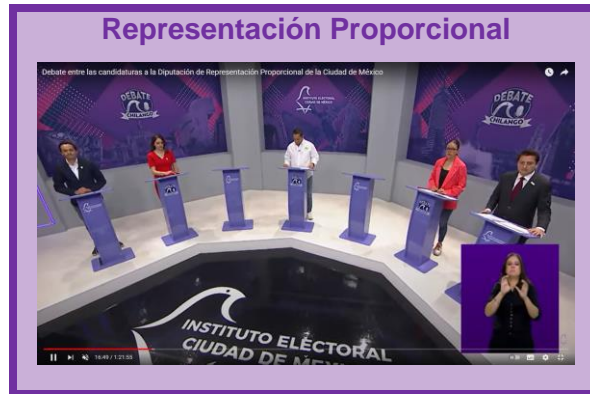 Representación Proporcional
Debate entre las candidaturas a la Diputación de Representación Proporcional de la Ciudad de México
DEBATE
CHILANGO
INSTITUTO ELECTORAL
CIUDAD DE MÉXICO
DEBATE
CHILANGO
INSTITUTO ELECTORAL
CIUDAD DE MÉXICO
16:49 / 1:21:55